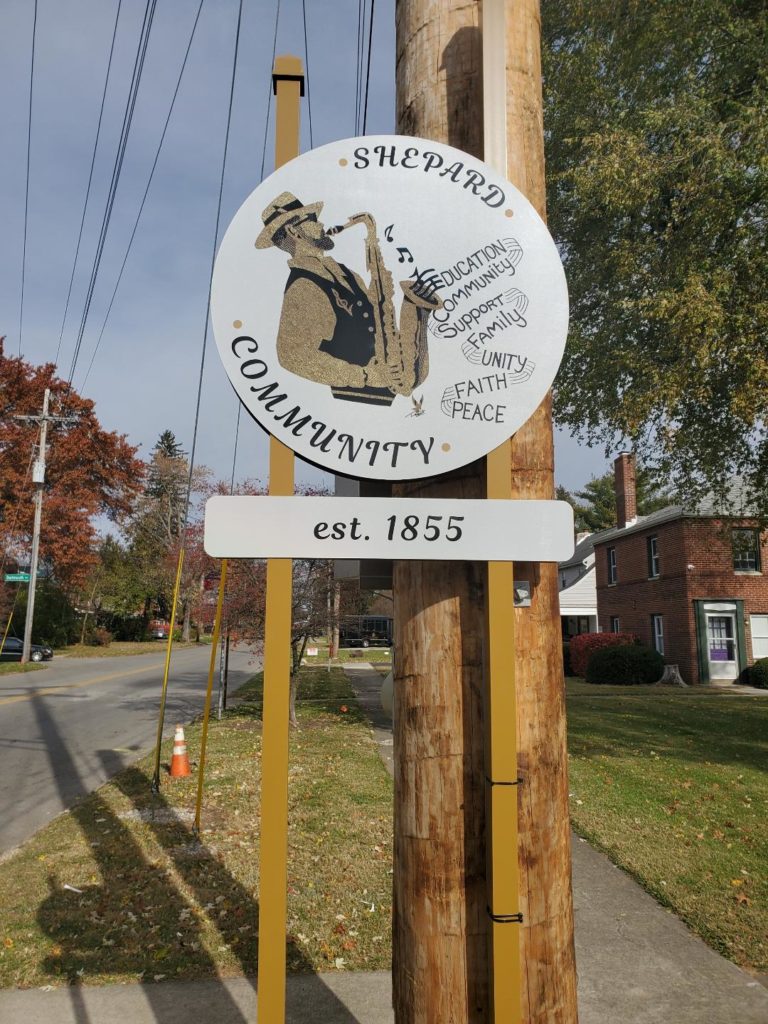 SHEPARD
EDUCATION
Community
Support
Family
UNITY
FAITH
PEACE
COMMUNITY
est. 1855